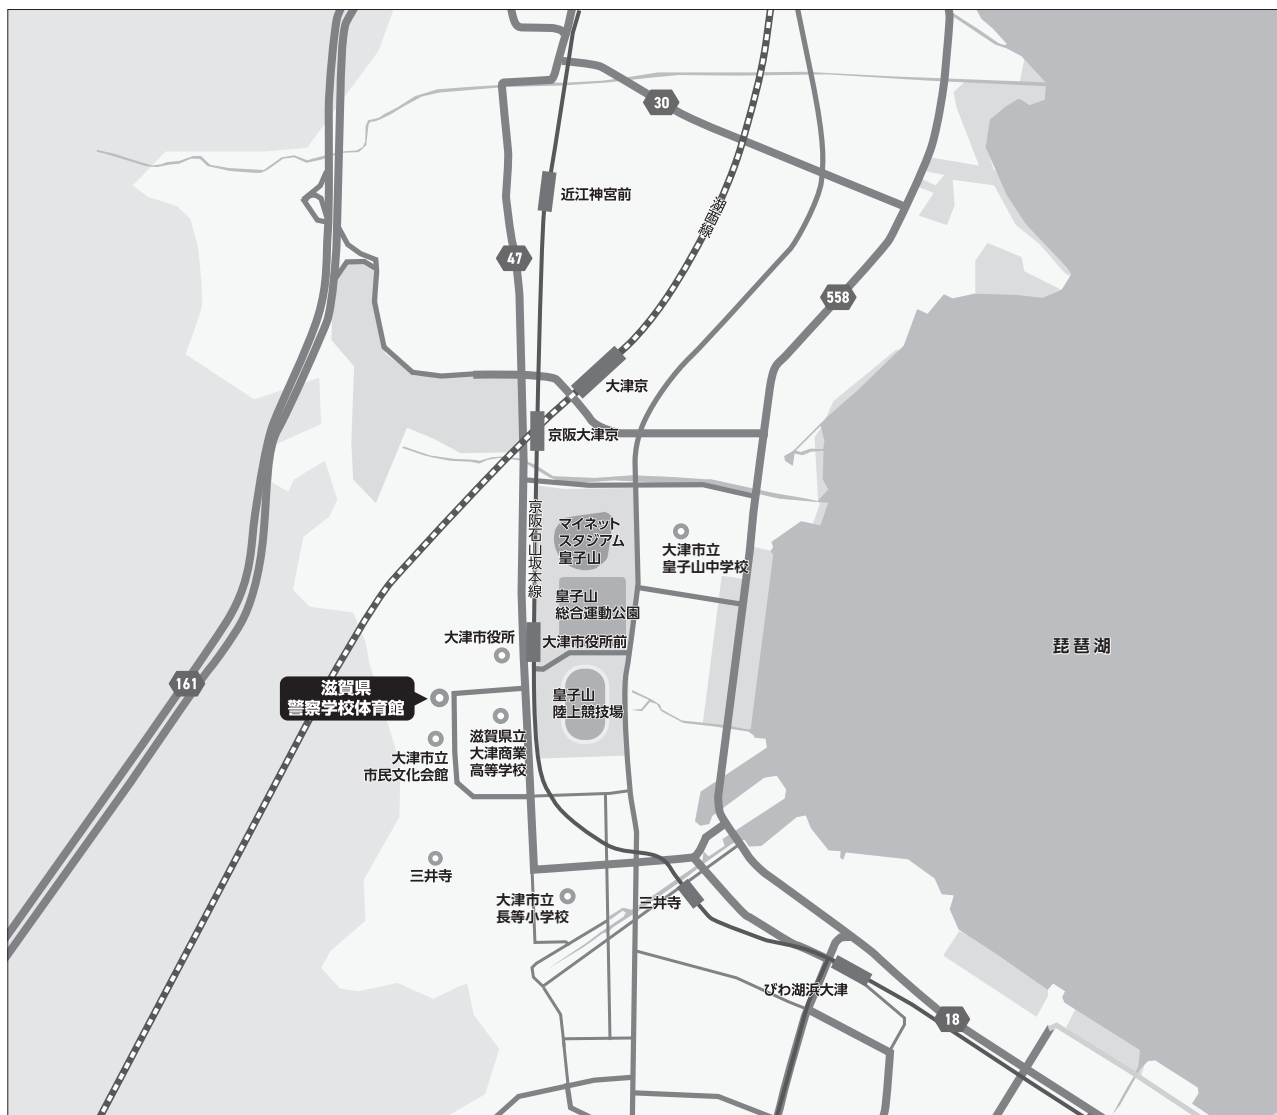 30
近江神宮前
湖西線
47
558
大津京
京阪大津京
京阪石山坂本線
マイネット
スタジアム
皇子山
大津市立
皇子山中学校
皇子山
総合運動公園
大津市役所
大津市役所前
琵琶湖
161
滋賀県
警察学校体育館
皇子山
陸上競技場
滋賀県立
大津商業
高等学校
大津市立
市民文化会館
三井寺
大津市立
長等小学校
三井寺
びわ湖浜大津
18